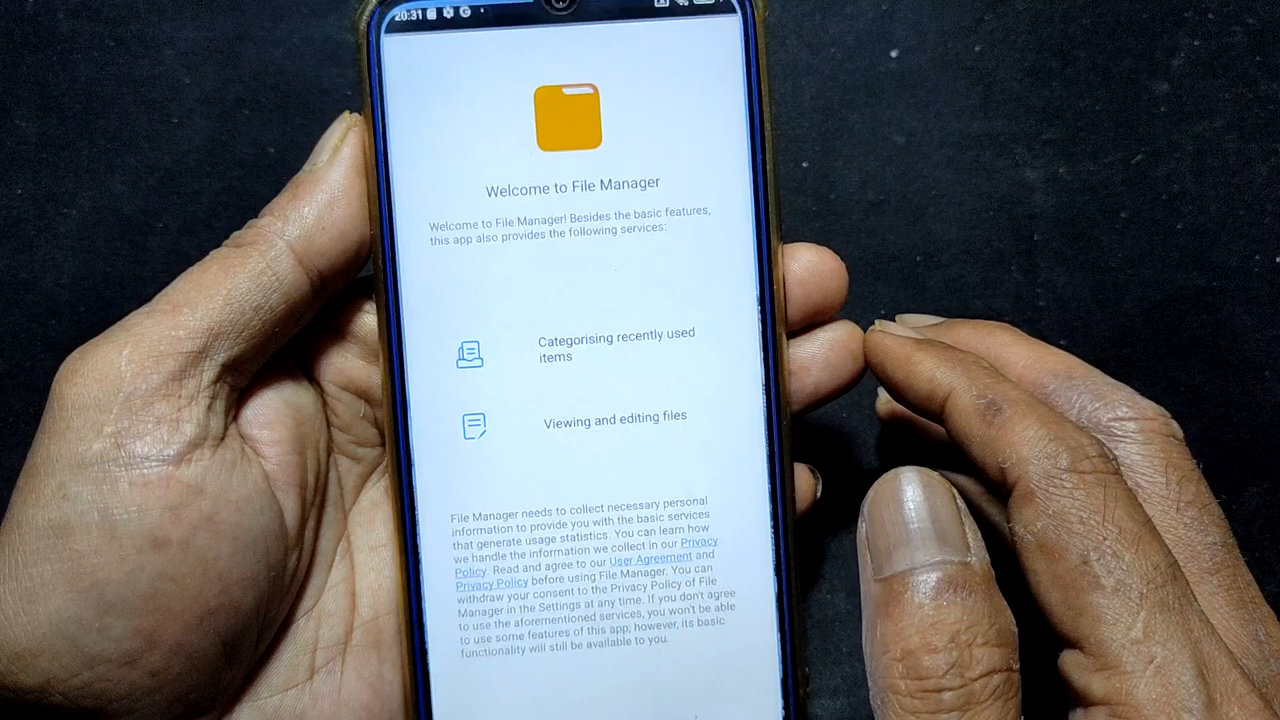 20:31
Welcome to File Manager
Welcome to File Manager! Besides the basic features,
this app also provides the following services:
Categorising recently used
items
Viewing and editing files
File Manager needs to collect necessary personal
information to provide you with the basic services
that generate usage statistics. You can learn how
we handle the information we collect in our Privacy
Policy. Read and agree to our User Agreement and
Privacy Policy before using File Manager. You can
withdraw your consent to the Privacy Policy of File
Manager in the Settings at any time. If you don't agree
to use the aforementioned services, you won't be able
to use some features of this app; however, its basic
functionality will still be available to you.